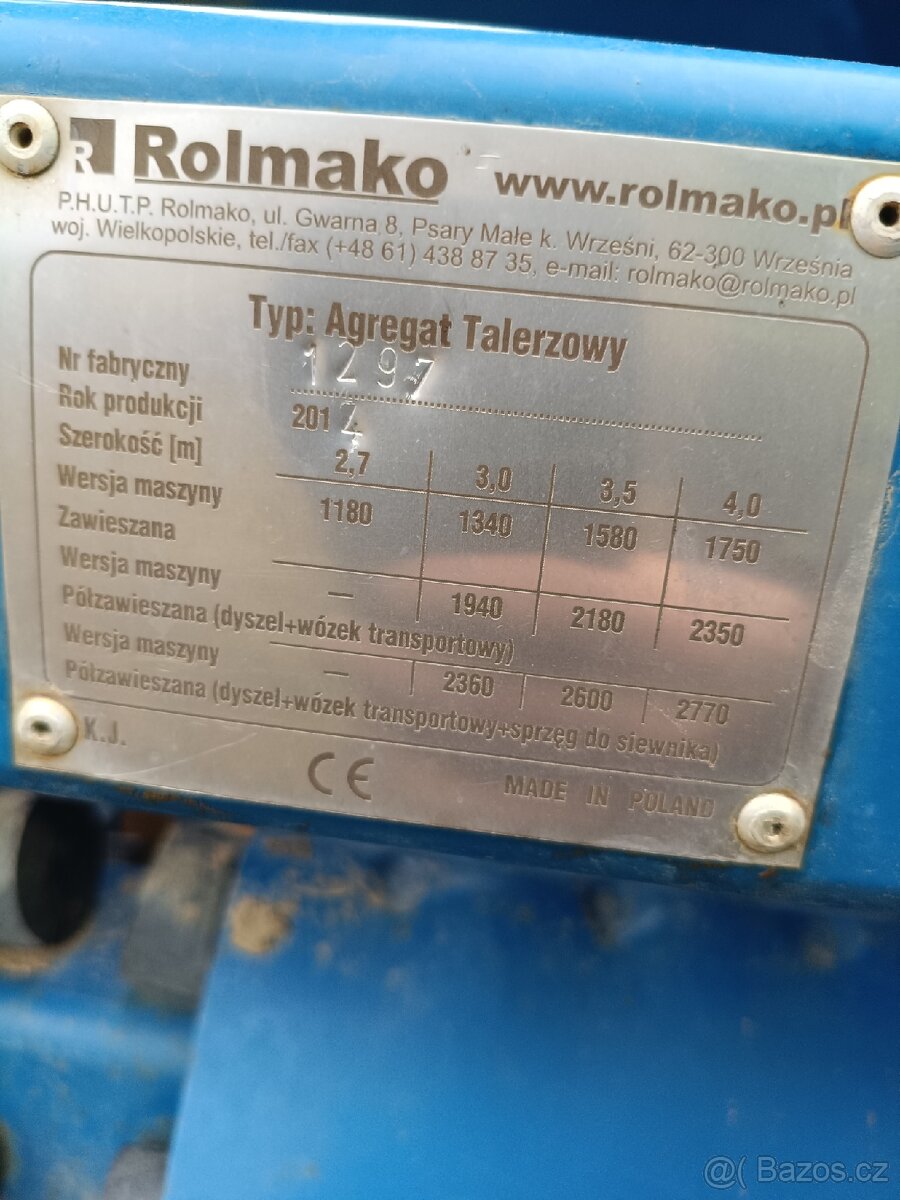 R Rolmako www.rolmako.pl
P.H.U.T.P. Rolmako, ul. Gwarna 8, Psary Małe k. Wrześni, 62-300 Września
woj. Wielkopolskie, tel./fax (+48 61) 438 87 35, e-mail: rolmako@rolmako.pl
Typ: Agregat Talerzowy
Nr fabryczny 1297
Rok produkcji 2012
Szerokość [m] 2,7 3,0 3,5 4,0
Wersja maszyny
Zawieszana 1180 1340 1580 1750
Wersja maszyny
Półzawieszana (dyszel+wózek transportowy) — 1940 2180 2350
Wersja maszyny
Półzawieszana (dyszel+wózek transportowy+sprzęg do siewnika) — 2360 2600 2770
K.J.
CE MADE IN POLAND
@ Bazos.cz